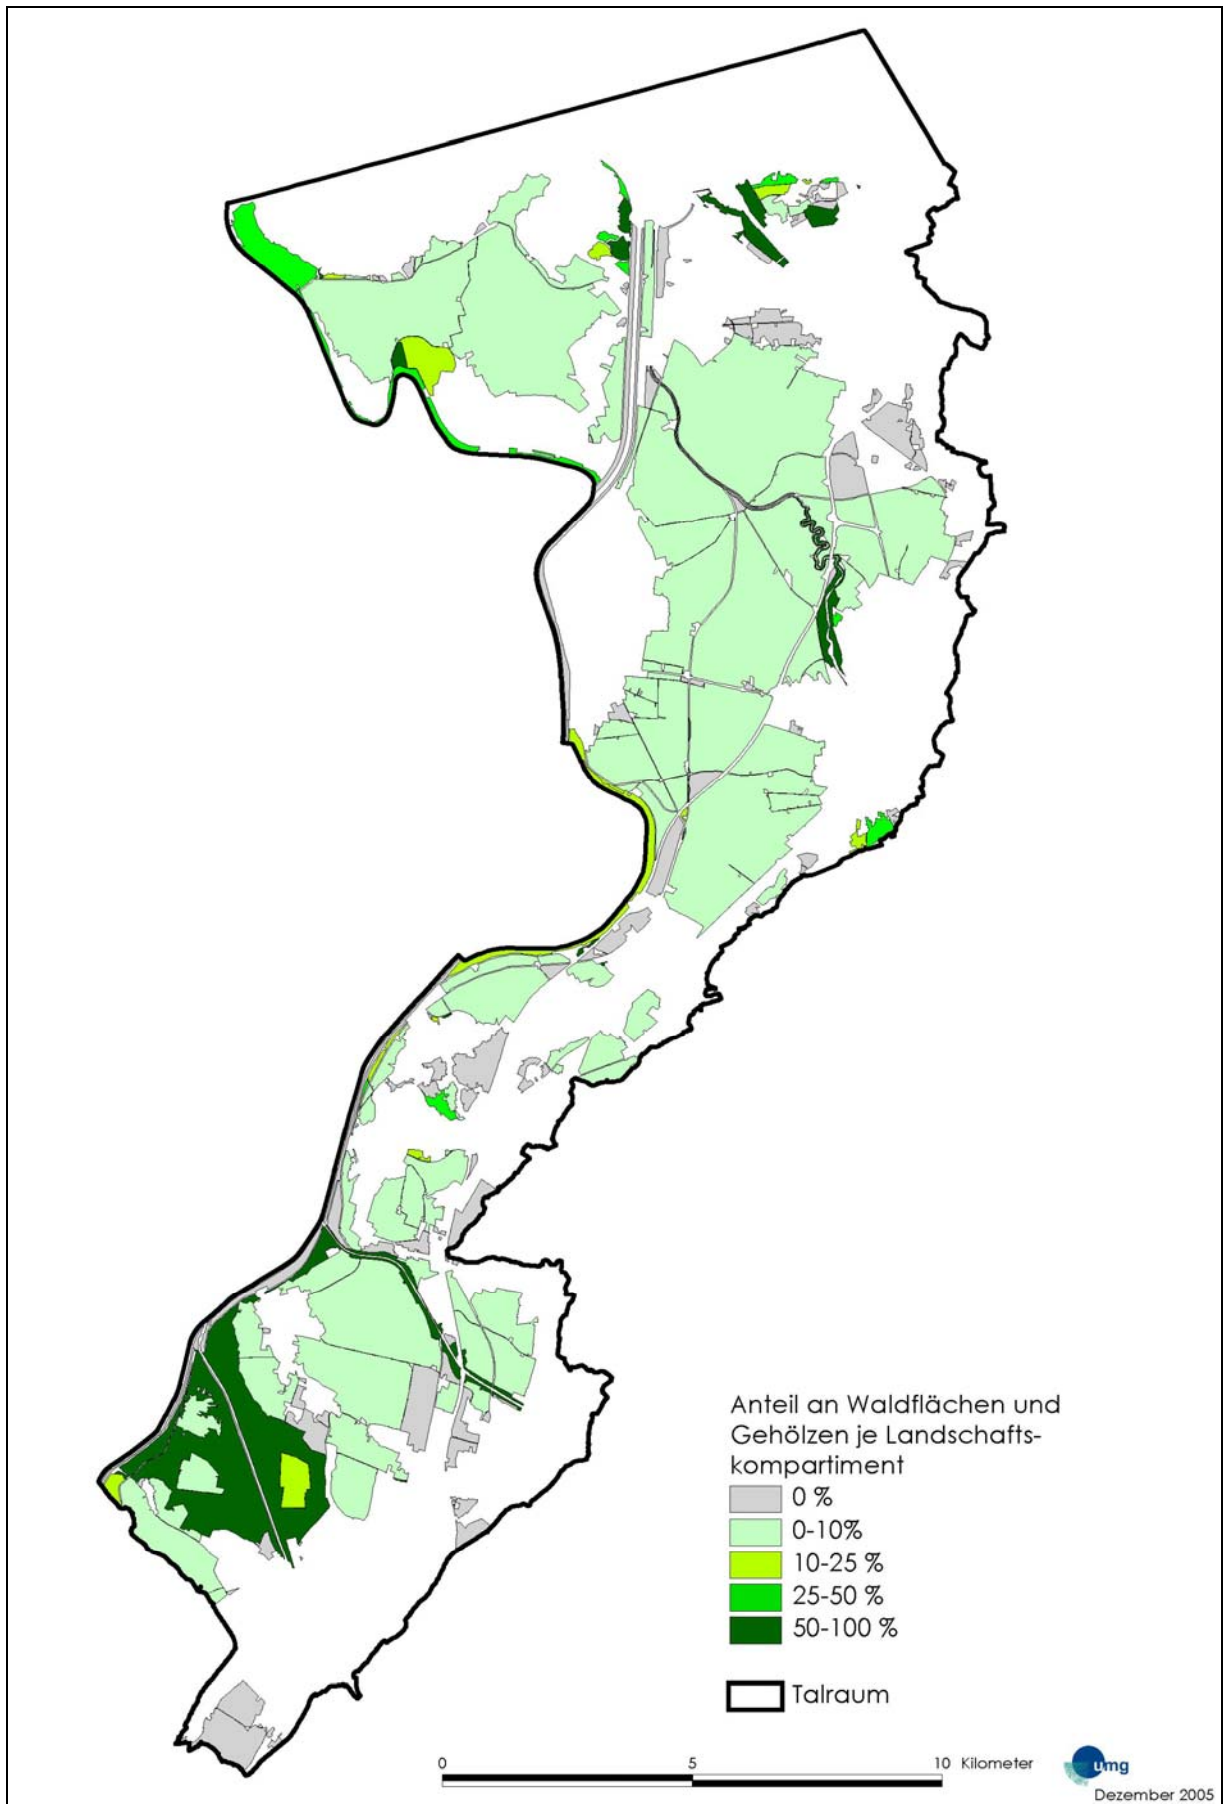 Anteil an Waldflächen und
Gehölzen je Landschafts-
kompartiment
0 %
0-10%
10-25 %
25-50 %
50-100 %
Talraum
0 5 10 Kilometer
umg
Dezember 2005